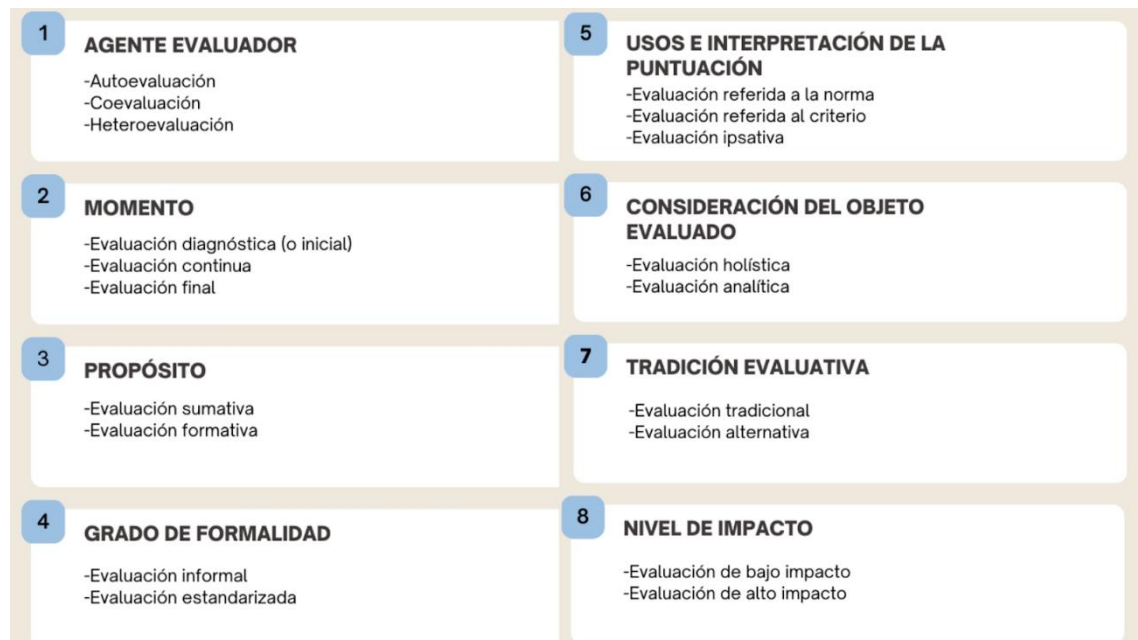 1
AGENTE EVALUADOR
-Autoevaluación
-Coevaluación
-Heteroevaluación
2
MOMENTO
-Evaluación diagnóstica (o inicial)
-Evaluación continua
-Evaluación final
3
PROPÓSITO
-Evaluación sumativa
-Evaluación formativa
4
GRADO DE FORMALIDAD
-Evaluación informal
-Evaluación estandarizada
5
USOS E INTERPRETACIÓN DE LA
PUNTUACIÓN
-Evaluación referida a la norma
-Evaluación referida al criterio
-Evaluación ipsativa
6
CONSIDERACIÓN DEL OBJETO
EVALUADO
-Evaluación holística
-Evaluación analítica
7
TRADICIÓN EVALUATIVA
-Evaluación tradicional
-Evaluación alternativa
8
NIVEL DE IMPACTO
-Evaluación de bajo impacto
-Evaluación de alto impacto